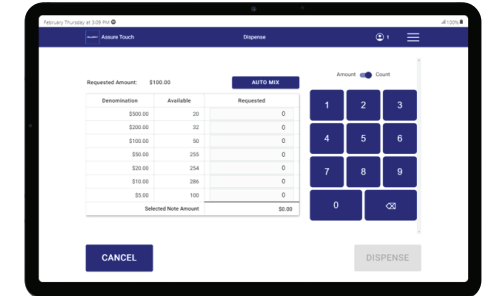 February Thursday at 3:09 PM
100%
Assure Touch
Dispense
1
Requested Amount: $100.00
AUTO MIX
Amount Count
Denomination Available Requested
$500.00 20 0
$200.00 32 0
$100.00 50 0
$50.00 255 0
$20.00 254 0
$10.00 286 0
$5.00 100 0
Selected Note Amount $0.00
1 2 3
4 5 6
7 8 9
0
CANCEL
DISPENSE